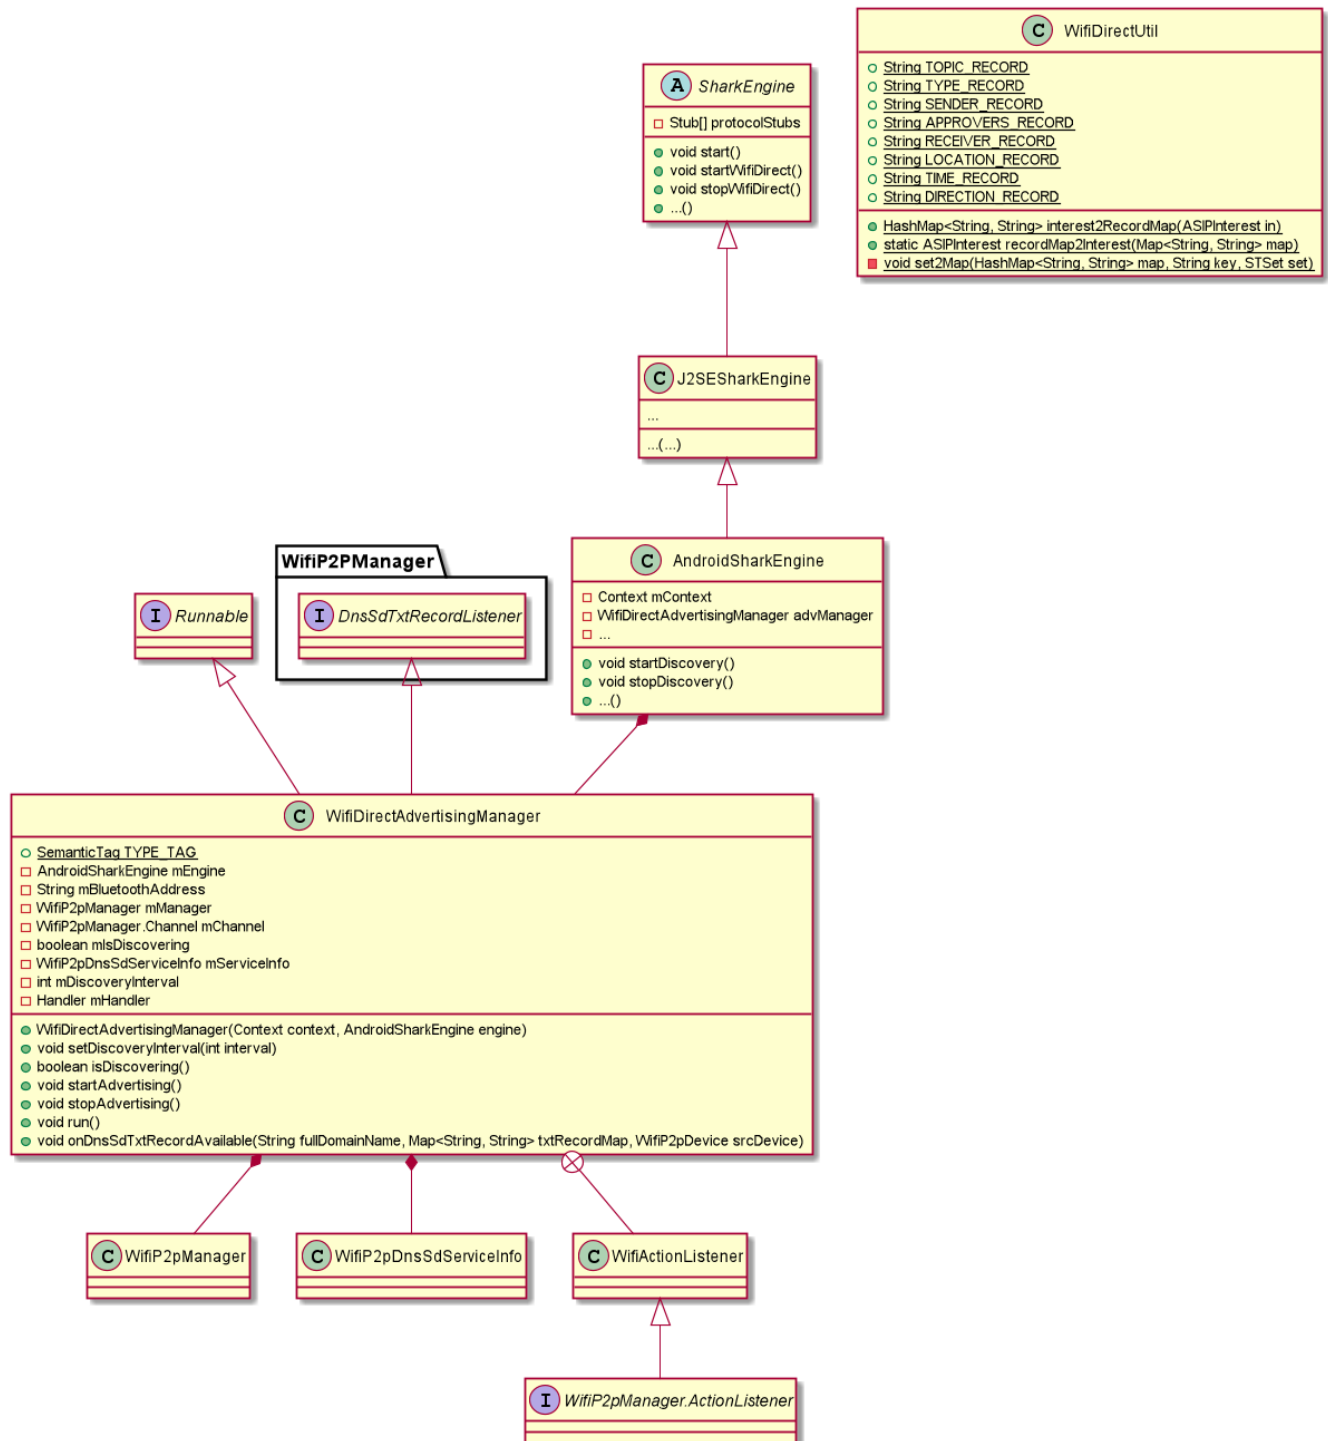 C WifiDirectUtil
String TOPIC_RECORD
String TYPE_RECORD
String SENDER_RECORD
String APPROVERS_RECORD
String RECEIVER_RECORD
String LOCATION_RECORD
String TIME_RECORD
String DIRECTION_RECORD
HashMap<String, String> interest2RecordMap(ASIPInterest in)
static ASIPInterest recordMap2Interest(Map<String, String> map)
void set2Map(HashMap<String, String> map, String key, STSet set)
A SharkEngine
Stub[] protocolStubs
void start()
void startWifiDirect()
void stopWifiDirect()
...()
C J2SESharkEngine
...
...(...)
WifiP2PManager
I Runnable
I DnsSdTxtRecordListener
C AndroidSharkEngine
Context mContext
WifiDirectAdvertisingManager advManager
...
void startDiscovery()
void stopDiscovery()
...()
C WifiDirectAdvertisingManager
SemanticTag TYPE_TAG
AndroidSharkEngine mEngine
String mBluetoothAddress
WifiP2pManager mManager
WifiP2pManager.Channel mChannel
boolean mIsDiscovering
WifiP2pDnsSdServiceInfo mServiceInfo
int mDiscoveryInterval
Handler mHandler
WifiDirectAdvertisingManager(Context context, AndroidSharkEngine engine)
void setDiscoveryInterval(int interval)
boolean isDiscovering()
void startAdvertising()
void stopAdvertising()
void run()
void onDnsSdTxtRecordAvailable(String fullDomainName, Map<String, String> txtRecordMap, WifiP2pDevice srcDevice)
C WifiP2pManager
C WifiP2pDnsSdServiceInfo
C WifiActionListener
I WifiP2pManager.ActionListener